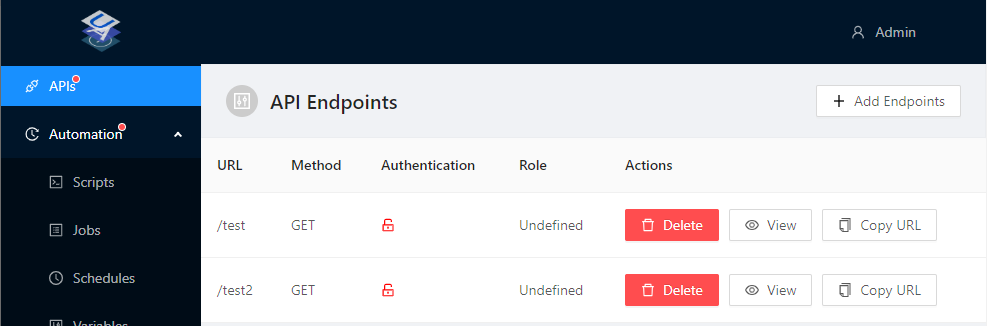 Admin
APIs
API Endpoints
Add Endpoints
Automation
URL Method Authentication Role Actions
Scripts
/test GET Undefined Delete View Copy URL
Jobs
Schedules
/test2 GET Undefined Delete View Copy URL
Variables